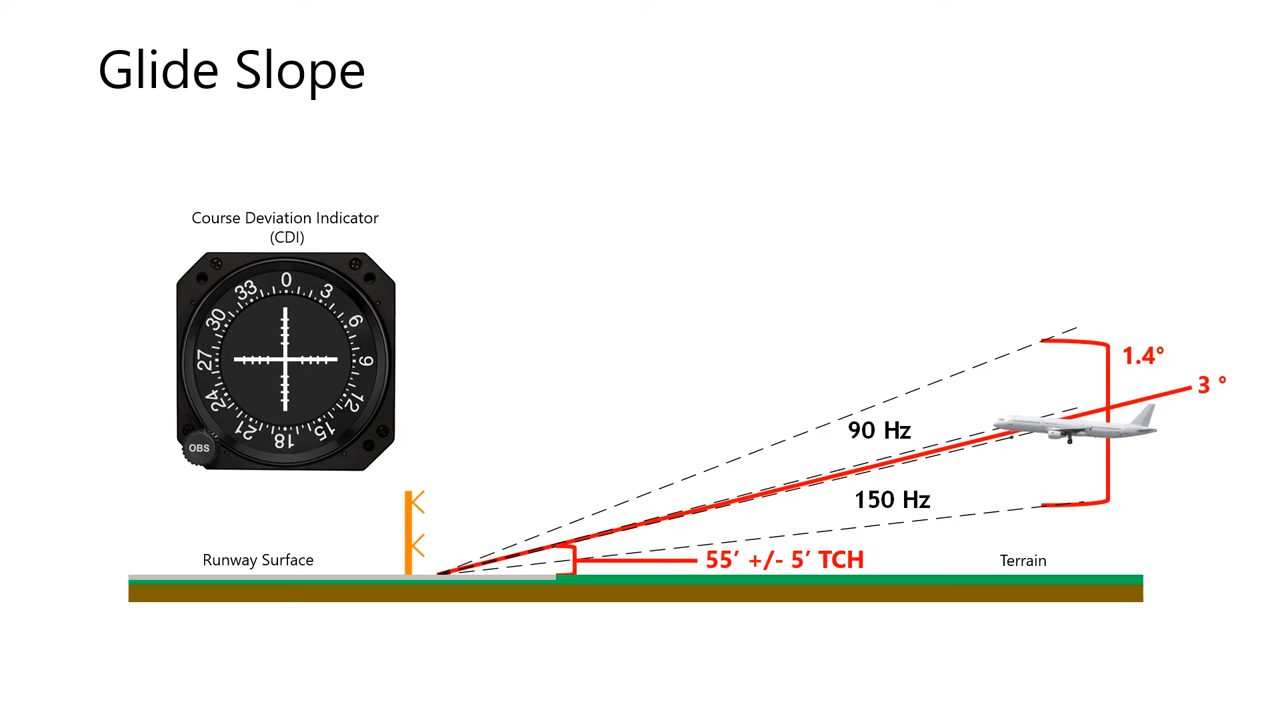 Glide Slope
Course Deviation Indicator
(CDI)
0
3
6
9
12
15
18
21
24
27
30
33
OBS
1.4°
3 °
90 Hz
150 Hz
55’ +/- 5’ TCH
Runway Surface
Terrain